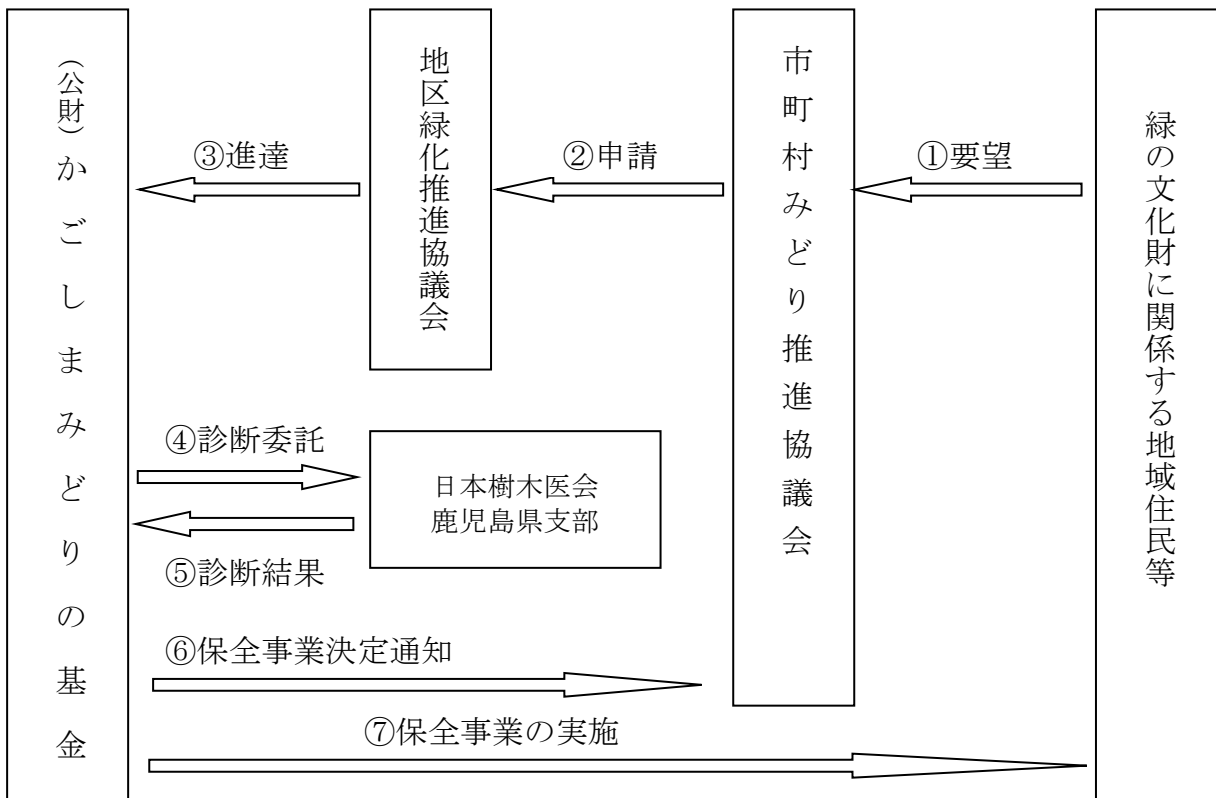 (公財)かごしまみどりの基金
地区緑化推進協議会
市町村みどり推進協議会
緑の文化財に関係する地域住民等
③進達
②申請
①要望
④診断委託
日本樹木医会
鹿児島県支部
⑤診断結果
⑥保全事業決定通知
⑦保全事業の実施